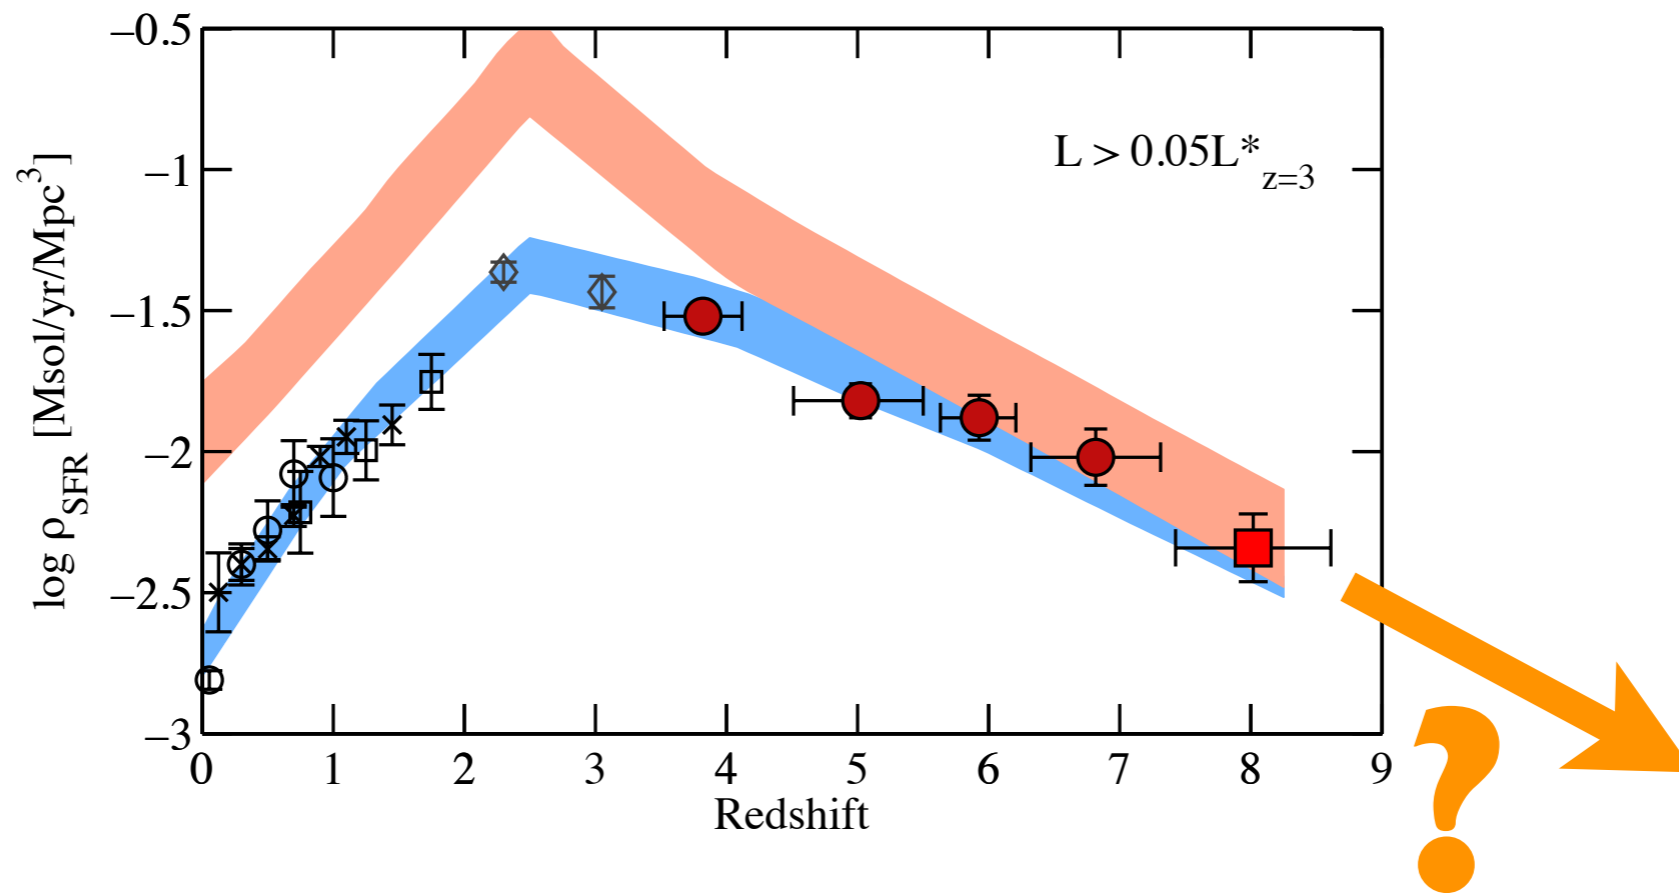 log ρSFR [Msol/yr/Mpc3]
–0.5
–1
–1.5
–2
–2.5
–3
L > 0.05L*z=3
0 1 2 3 4 5 6 7 8 9
Redshift
?